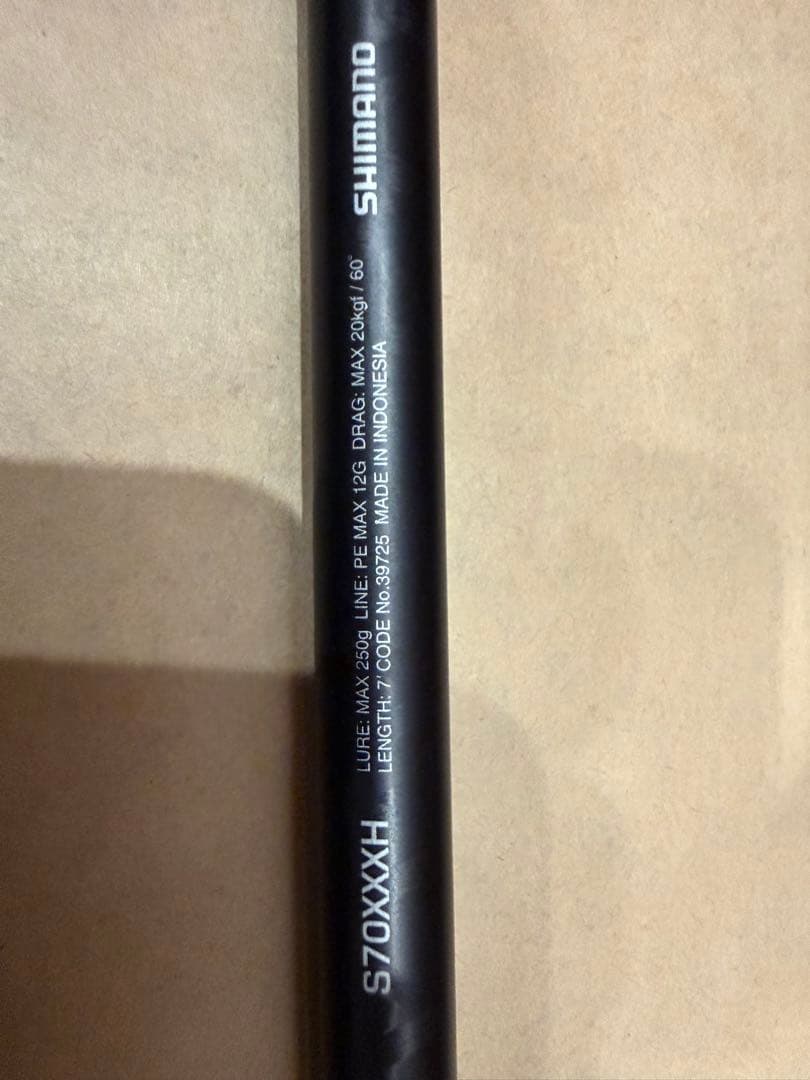 S70XXXH
LURE: MAX 250g LINE: PE MAX 12G DRAG: MAX 20kgf / 60°
LENGTH: 7' CODE No.39725 MADE IN INDONESIA
SHIMANO